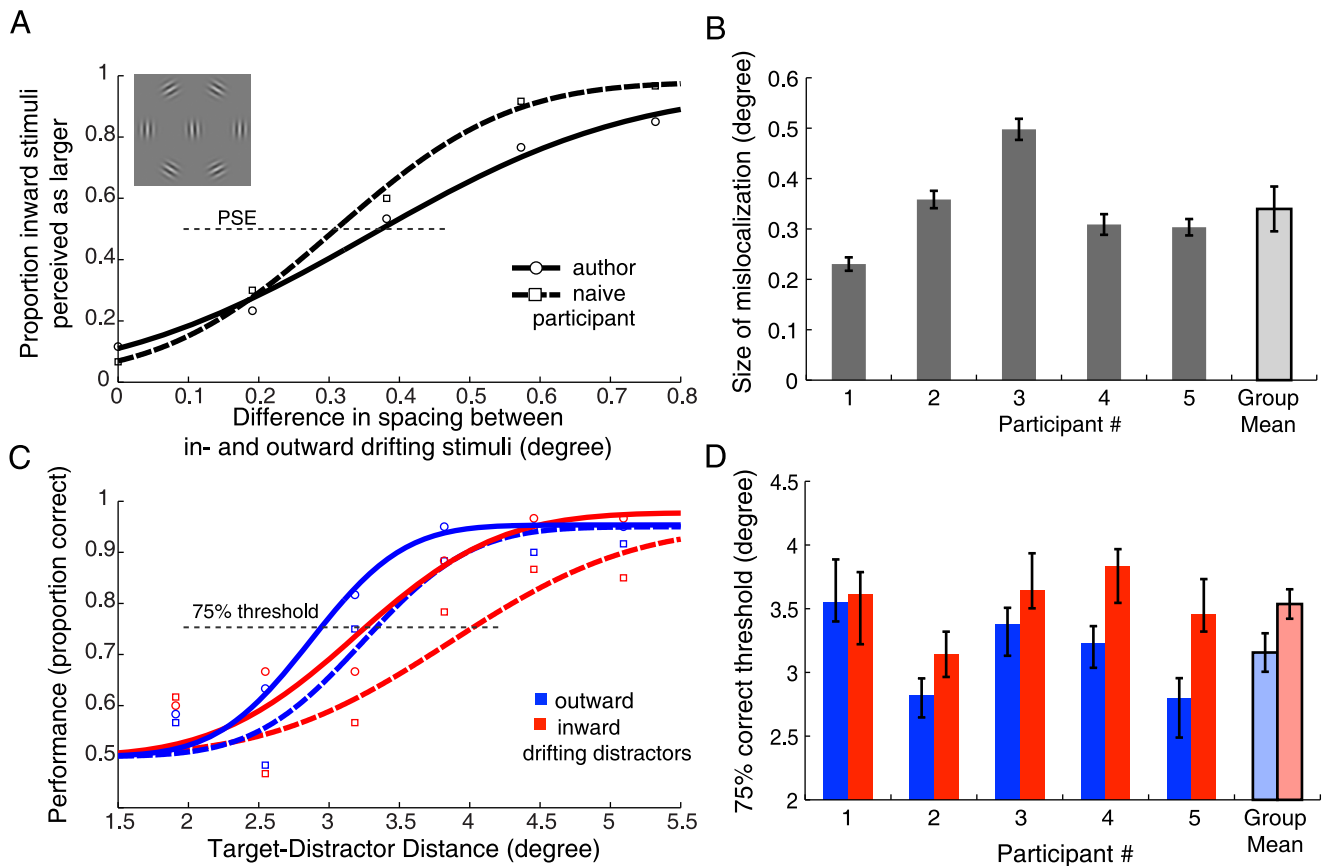 A
Proportion inward stimuli
perceived as larger
1
0.8
0.6
0.4
0.2
0
PSE
author
naive
participant
0 0.1 0.2 0.3 0.4 0.5 0.6 0.7 0.8
Difference in spacing between
in- and outward drifting stimuli (degree)
B
Size of mislocalization (degree)
0.6
0.5
0.4
0.3
0.2
0.1
0
1 2 3 4 5 Group
Participant # Mean
C
Performance (proportion correct)
1
0.9
0.8
0.7
0.6
0.5
75% threshold
outward
inward
drifting distractors
1.5 2 2.5 3 3.5 4 4.5 5 5.5
Target-Distractor Distance (degree)
D
75% correct threshold (degree)
4.5
4
3.5
3
2.5
2
1 2 3 4 5 Group
Mean
Participant #